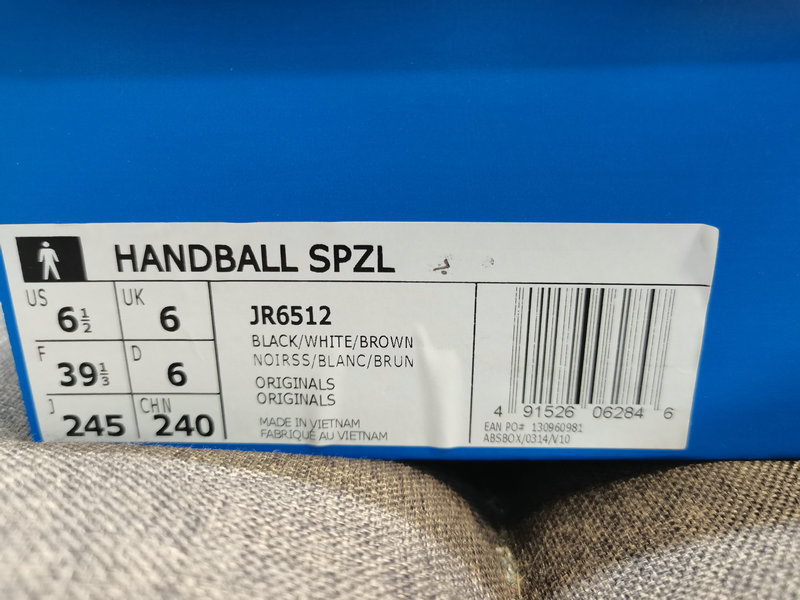 HANDBALL SPZL
US 6½ UK 6
F 39⅓ D 6
J 245 CHN 240
JR6512
BLACK/WHITE/BROWN
NOIRSS/BLANC/BRUN
ORIGINALS
ORIGINALS
MADE IN VIETNAM
FABRIQUÉ AU VIETNAM
4 91526 06284 6
EAN PO# 130960981
ABSBOX/0314/V10